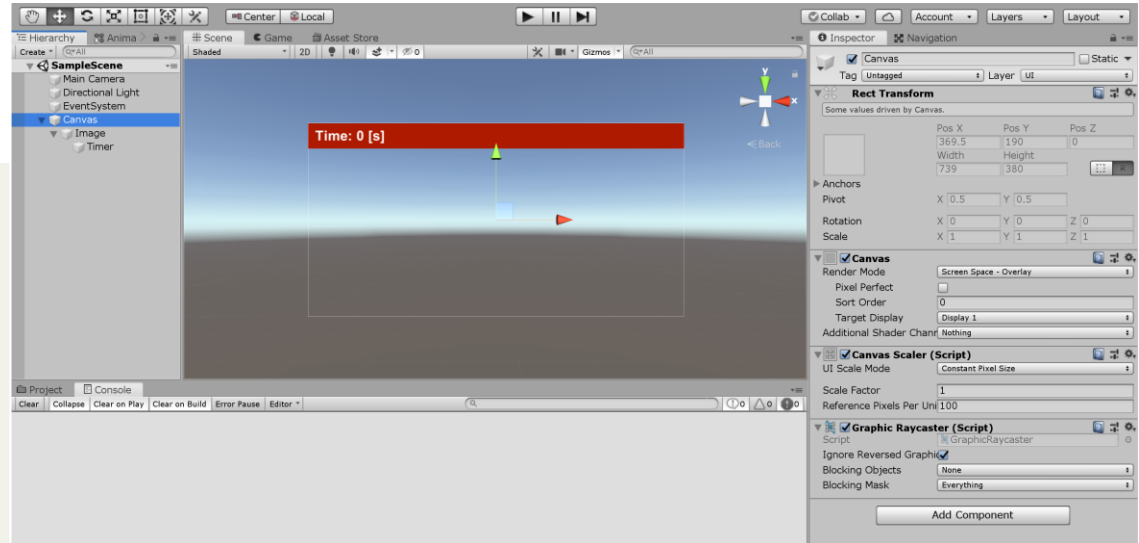 Center Local Collab Account Layers Layout
Hierarchy Anima Scene Game Asset Store Inspector Navigation
Create All Shaded 2D 0 Gizmos All Canvas Static
SampleScene Tag Untagged Layer UI
Main Camera
Directional Light
EventSystem
Canvas
Image
Timer
y
x
Back
Time: 0 [s]
Rect Transform
Some values driven by Canvas.
Pos X Pos Y Pos Z
369.5 190 0
Width Height
739 380
R
Anchors
Pivot X 0.5 Y 0.5
Rotation X 0 Y 0 Z 0
Scale X 1 Y 1 Z 1
Canvas
Render Mode Screen Space - Overlay
Pixel Perfect
Sort Order 0
Target Display Display 1
Additional Shader Chanr Nothing
Canvas Scaler (Script)
UI Scale Mode Constant Pixel Size
Scale Factor 1
Reference Pixels Per Uni 100
Graphic Raycaster (Script)
Script GraphicRaycaster
Ignore Reversed Graphi
Blocking Objects None
Blocking Mask Everything
Add Component
Project Console
Clear Collapse Clear on Play Clear on Build Error Pause Editor 0 0 0